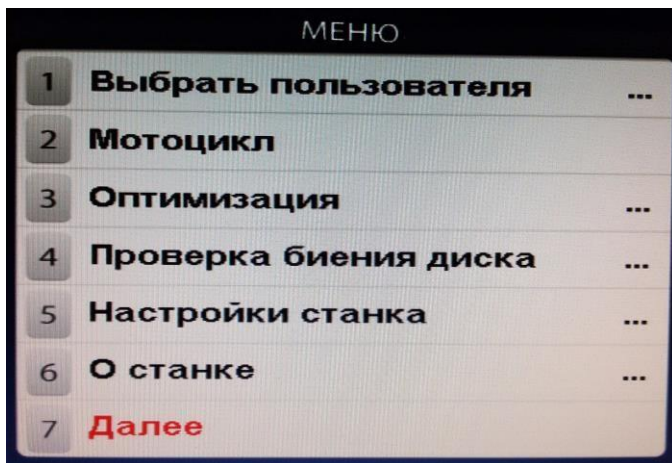 МЕНЮ
1 Выбрать пользователя ...
2 Мотоцикл
3 Оптимизация ...
4 Проверка биения диска ...
5 Настройки станка ...
6 О станке ...
7 Далее